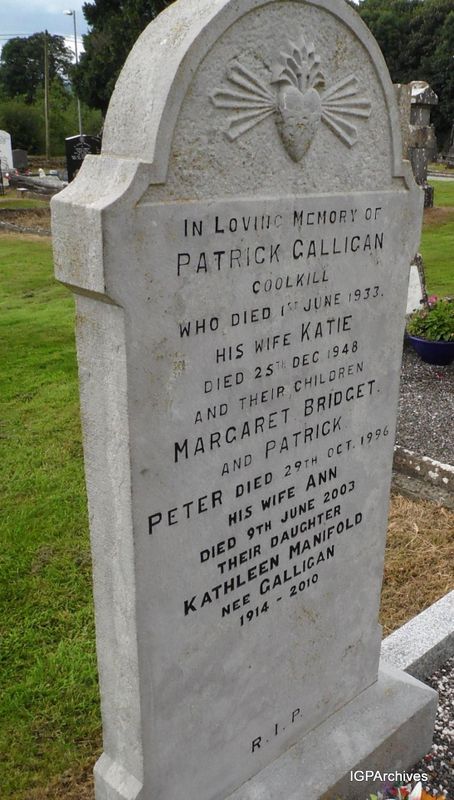 IN LOVING MEMORY OF
PATRICK GALLIGAN
COOLKILL
WHO DIED 1ST JUNE 1933.
HIS WIFE KATIE
DIED 25TH DEC 1948
AND THEIR CHILDREN
MARGARET BRIDGET.
AND PATRICK.
PETER DIED 29TH OCT. 1996
HIS WIFE ANN
DIED 9TH JUNE 2003
THEIR DAUGHTER
KATHLEEN MANIFOLD
NEE GALLIGAN
1914 - 2010
R.I.P.
IGPArchives